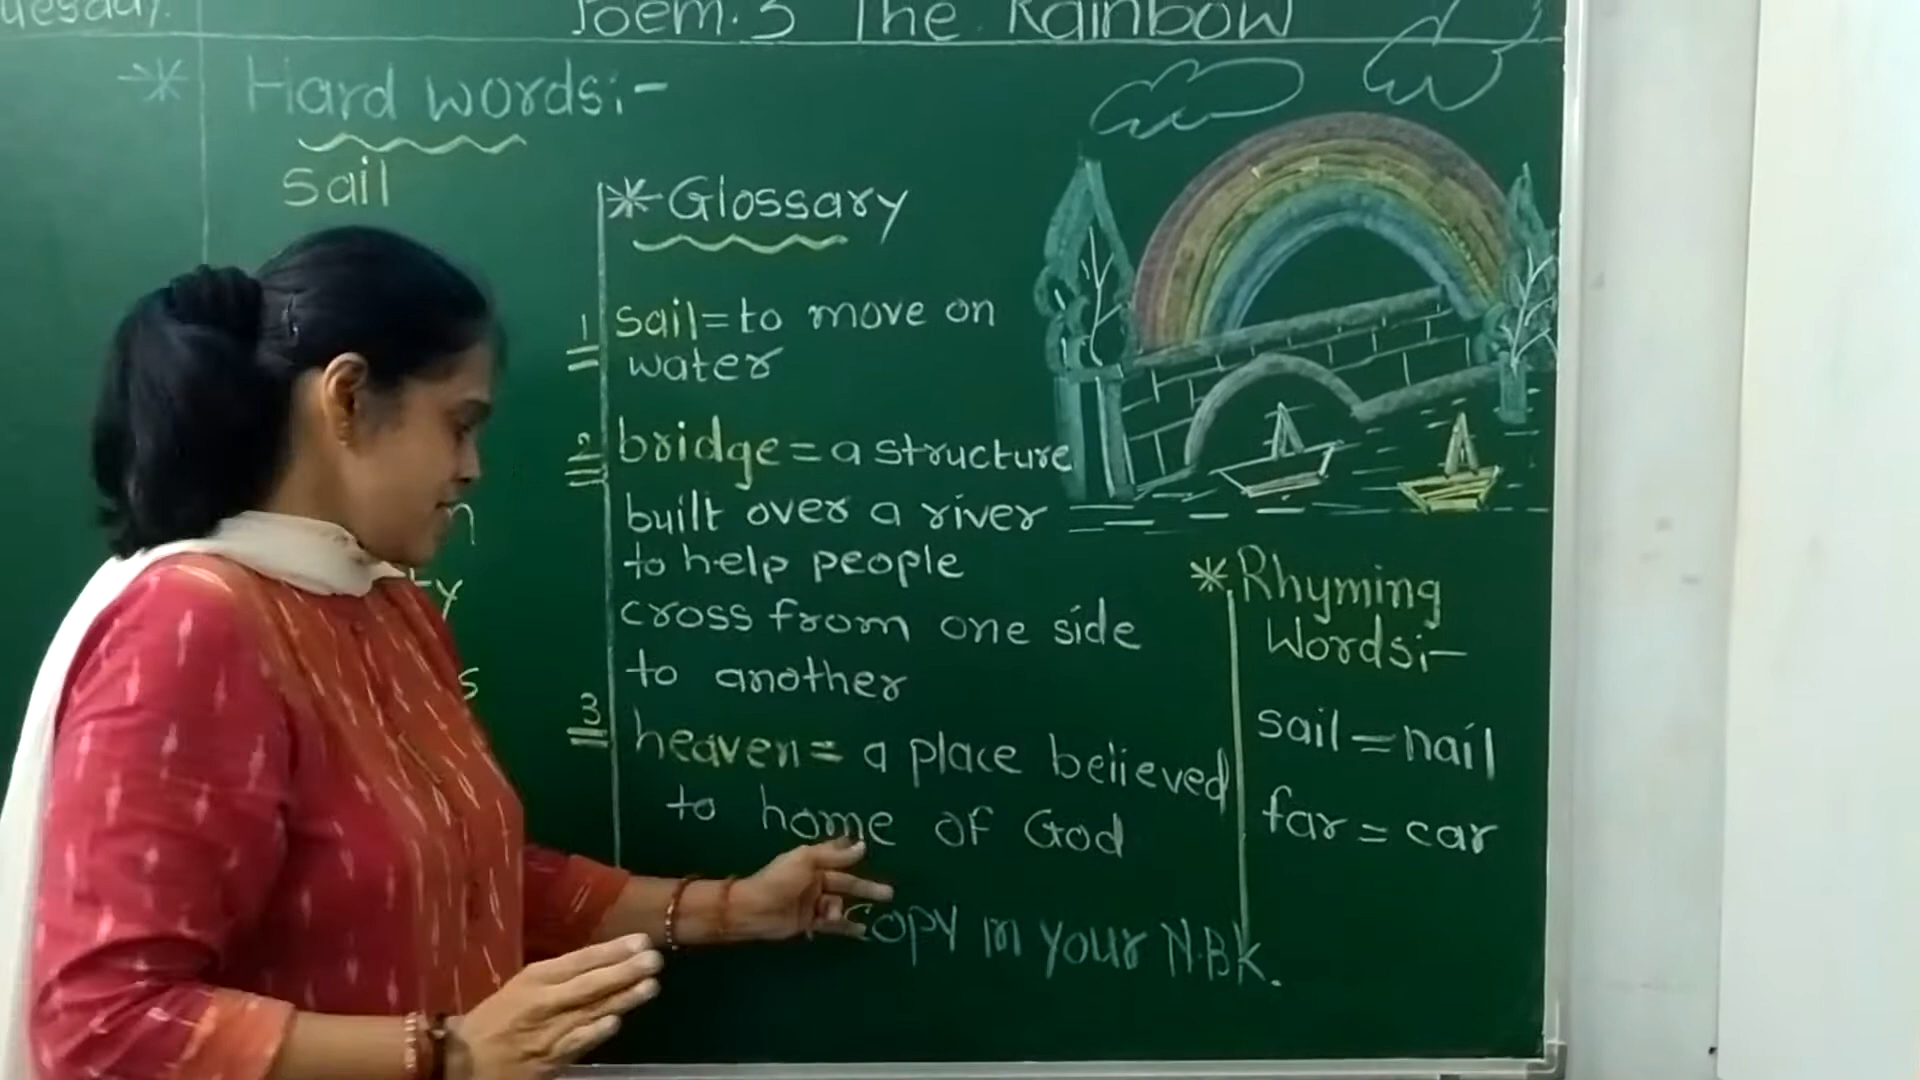 Poem. 3 The Rainbow
Hard words:-
sail
* Glossary
1 sail = to move on
water
2 bridge = a structure
built over a river
to help people
cross from one side
to another
3 heaven = a place believed
to home of God
copy in your N.BK.
* Rhyming
Words:-
sail = nail
far = car